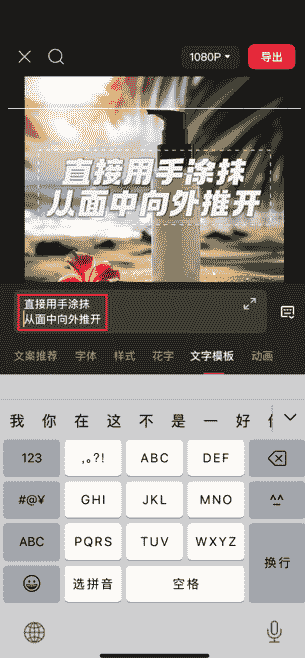 1080P 导出
直接用手涂抹
从面中向外推开
直接用手涂抹
从面中向外推开
文案推荐 字体 样式 花字 文字模板 动画
我 你 在 这 不 是 一 好
123 ,。?! ABC DEF
#@¥ GHI JKL MNO ^^
ABC PQRS TUV WXYZ 换行
选拼音 空格